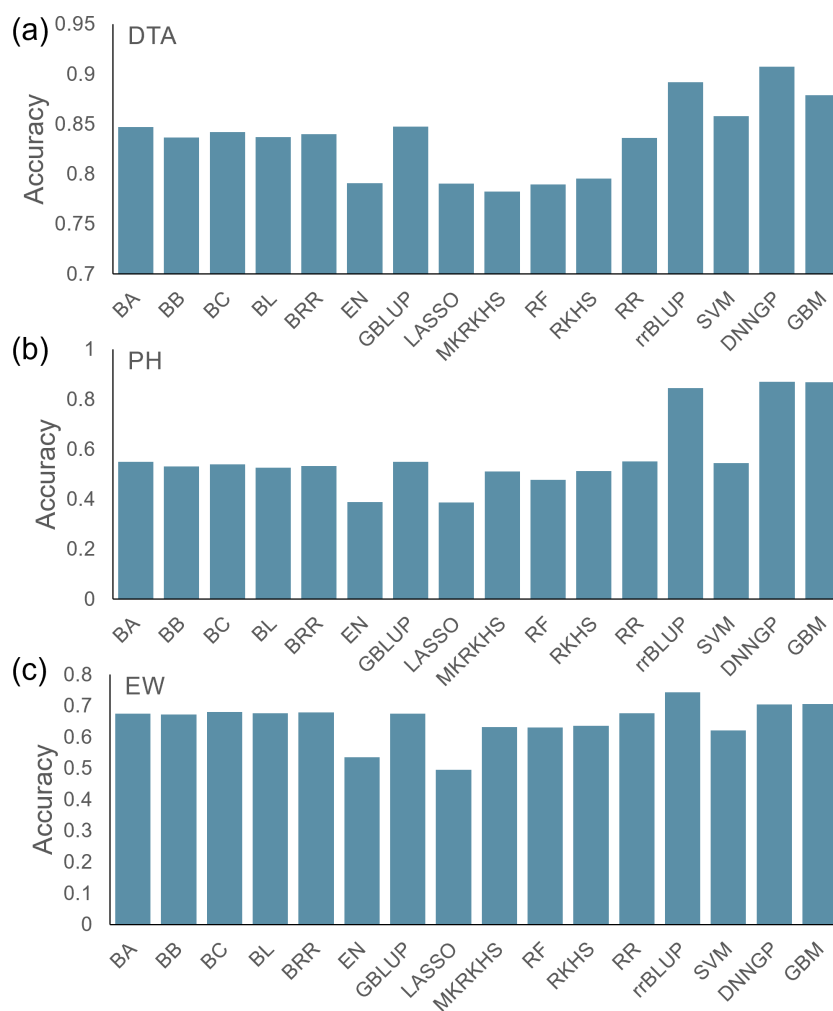 (a)
DTA
Accuracy
0.95
0.9
0.85
0.8
0.75
0.7
BA
BB
BC
BL
BRR
EN
GBLUP
LASSO
MKRKHS
RF
RKHS
RR
rrBLUP
SVM
DNNGP
GBM
(b)
PH
Accuracy
1
0.8
0.6
0.4
0.2
0
BA
BB
BC
BL
BRR
EN
GBLUP
LASSO
MKRKHS
RF
RKHS
RR
rrBLUP
SVM
DNNGP
GBM
(c)
EW
Accuracy
0.8
0.7
0.6
0.5
0.4
0.3
0.2
0.1
0
BA
BB
BC
BL
BRR
EN
GBLUP
LASSO
MKRKHS
RF
RKHS
RR
rrBLUP
SVM
DNNGP
GBM